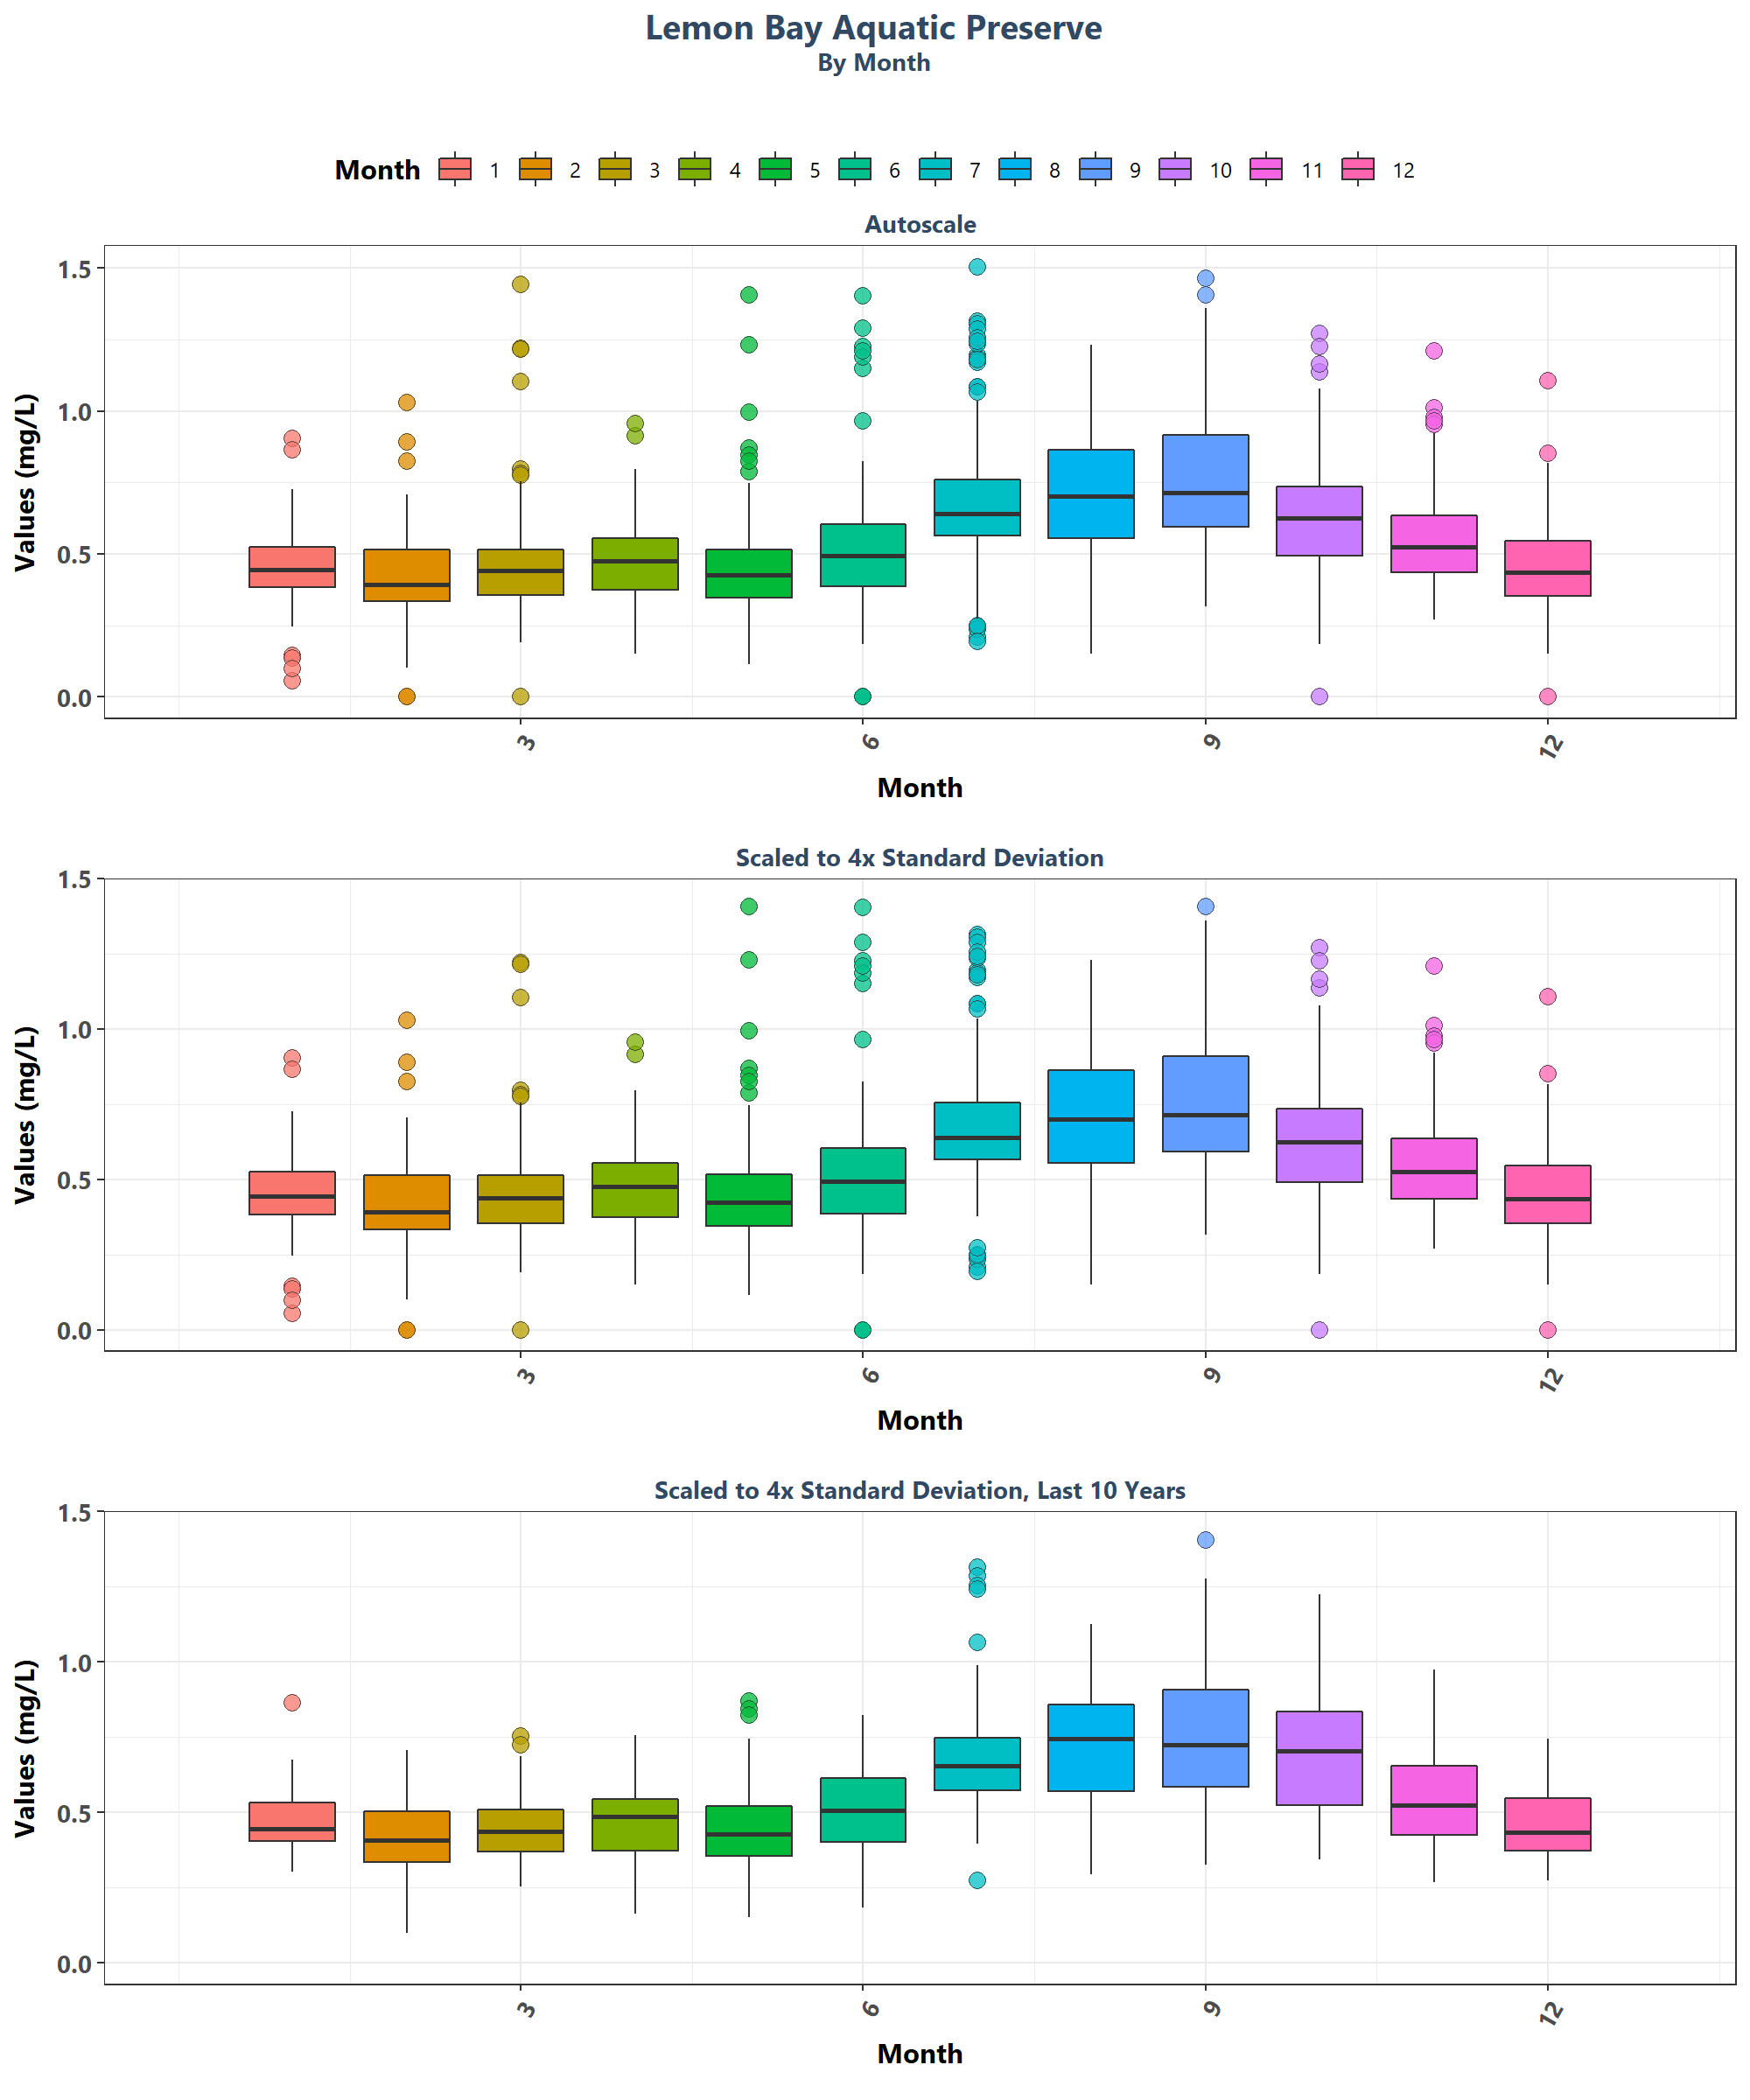 Lemon Bay Aquatic Preserve
By Month
Month 1 2 3 4 5 6 7 8 9 10 11 12
Autoscale
Values (mg/L)
1.5
1.0
0.5
0.0
3 6 9 12
Month
Scaled to 4x Standard Deviation
Values (mg/L)
1.5
1.0
0.5
0.0
3 6 9 12
Month
Scaled to 4x Standard Deviation, Last 10 Years
Values (mg/L)
1.5
1.0
0.5
0.0
3 6 9 12
Month